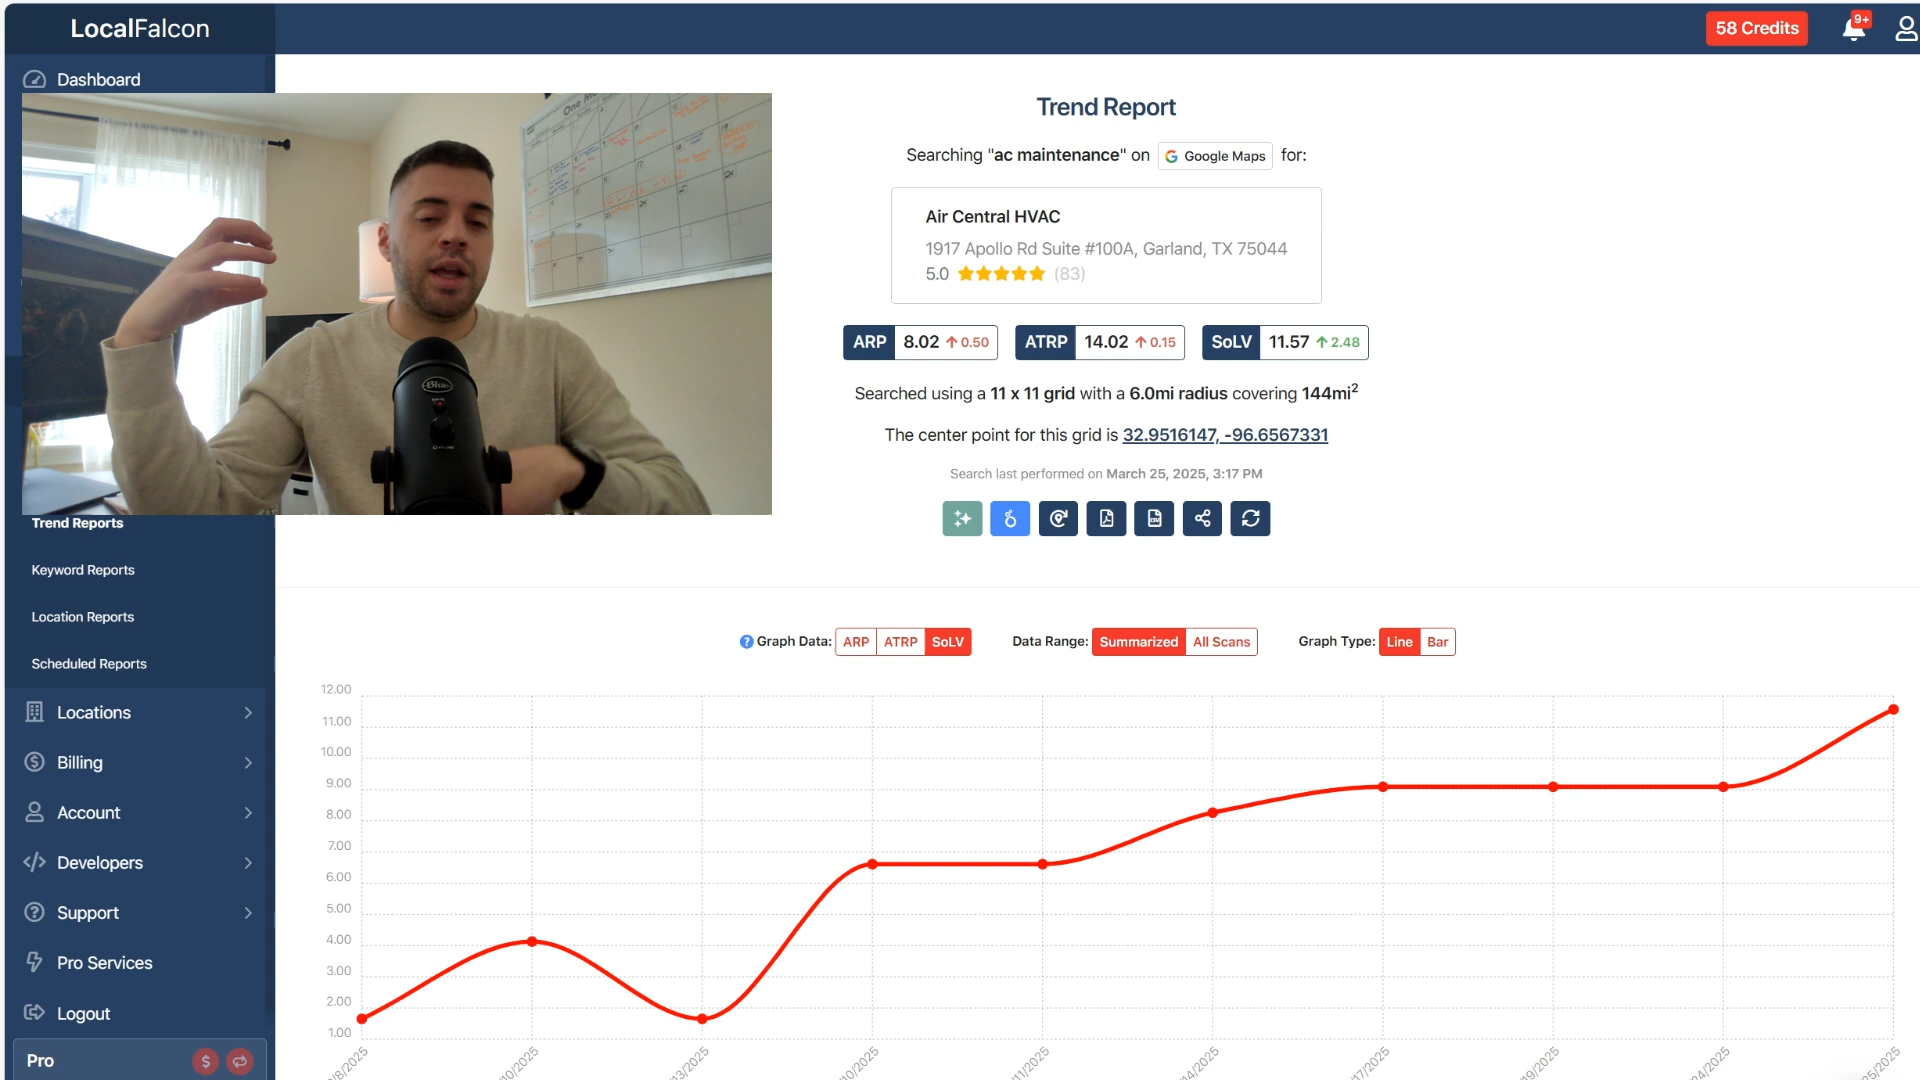 LocalFalcon
58 Credits
9+
Dashboard
Trend Reports
Keyword Reports
Location Reports
Scheduled Reports
Locations
Billing
Account
Developers
Support
Pro Services
Logout
Pro
Trend Report
Searching "ac maintenance" on Google Maps for:
Air Central HVAC
1917 Apollo Rd Suite #100A, Garland, TX 75044
5.0 (83)
ARP 8.02 0.50 ATRP 14.02 0.15 SoLV 11.57 2.48
Searched using a 11 x 11 grid with a 6.0mi radius covering 144mi²
The center point for this grid is 32.9516147, -96.6567331
Search last performed on March 25, 2025, 3:17 PM
Graph Data: ARP ATRP SoLV Data Range: Summarized All Scans Graph Type: Line Bar
12.00
11.00
10.00
9.00
8.00
7.00
6.00
5.00
4.00
3.00
2.00
1.00
Blue